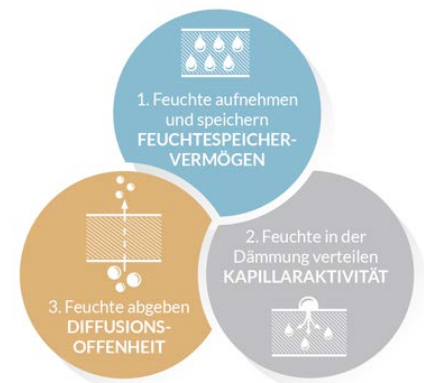 1. Feuchte aufnehmen
und speichern
FEUCHTESPEICHER-
VERMÖGEN
2. Feuchte in der
Dämmung verteilen
KAPILLARAKTIVITÄT
3. Feuchte abgeben
DIFFUSIONS-
OFFENHEIT